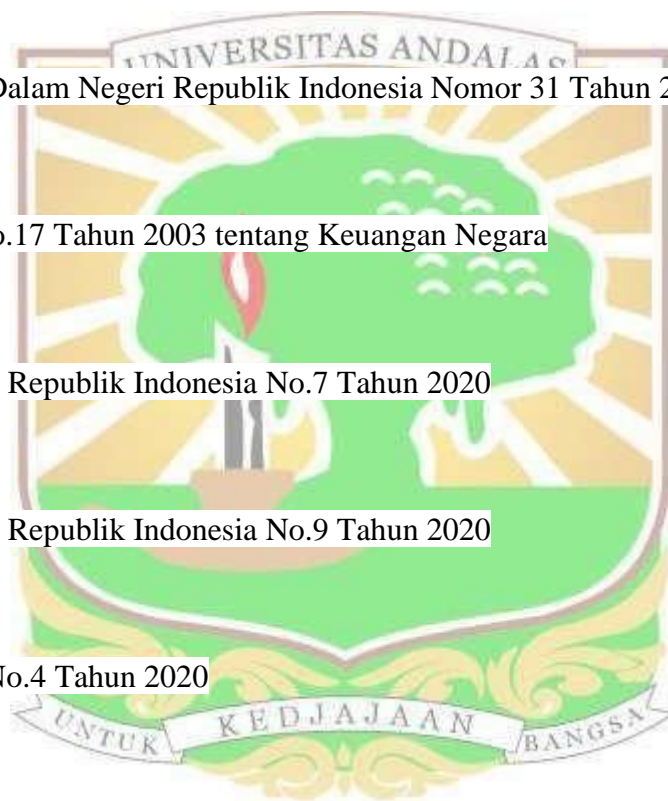 UNIVERSITAS ANDALAS
Dalam Negeri Republik Indonesia Nomor 31 Tahun 2
o.17 Tahun 2003 tentang Keuangan Negara
Republik Indonesia No.7 Tahun 2020
Republik Indonesia No.9 Tahun 2020
No.4 Tahun 2020
UNTUK KEDJAJAAN BANGSA